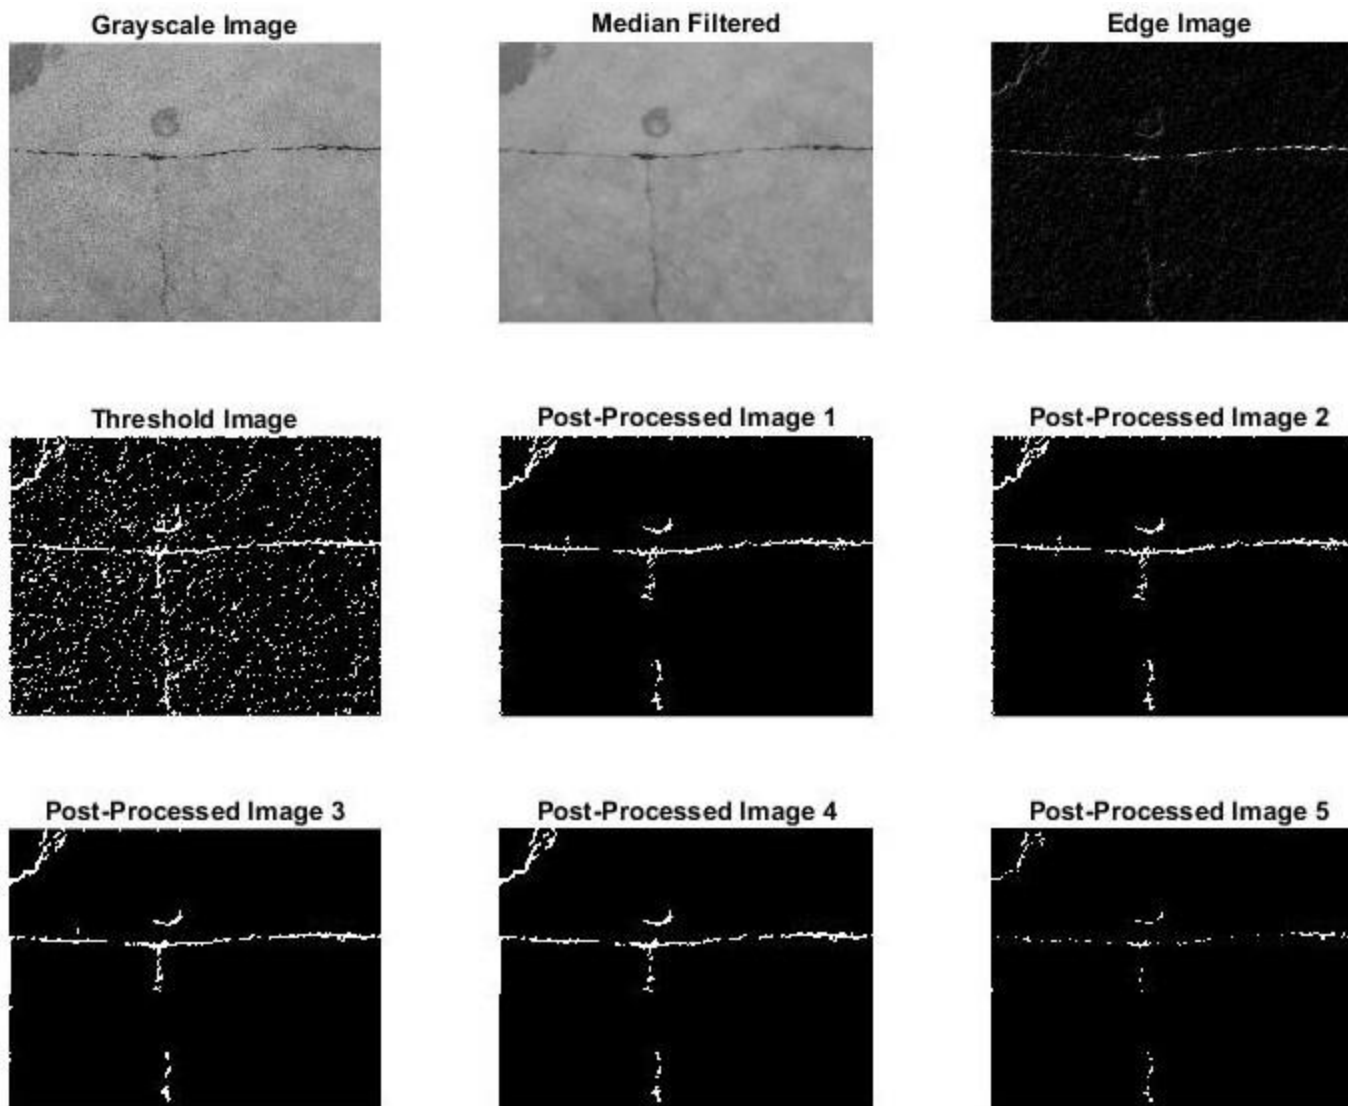 Grayscale Image
Median Filtered
Edge Image
Threshold Image
Post-Processed Image 1
Post-Processed Image 2
Post-Processed Image 3
Post-Processed Image 4
Post-Processed Image 5